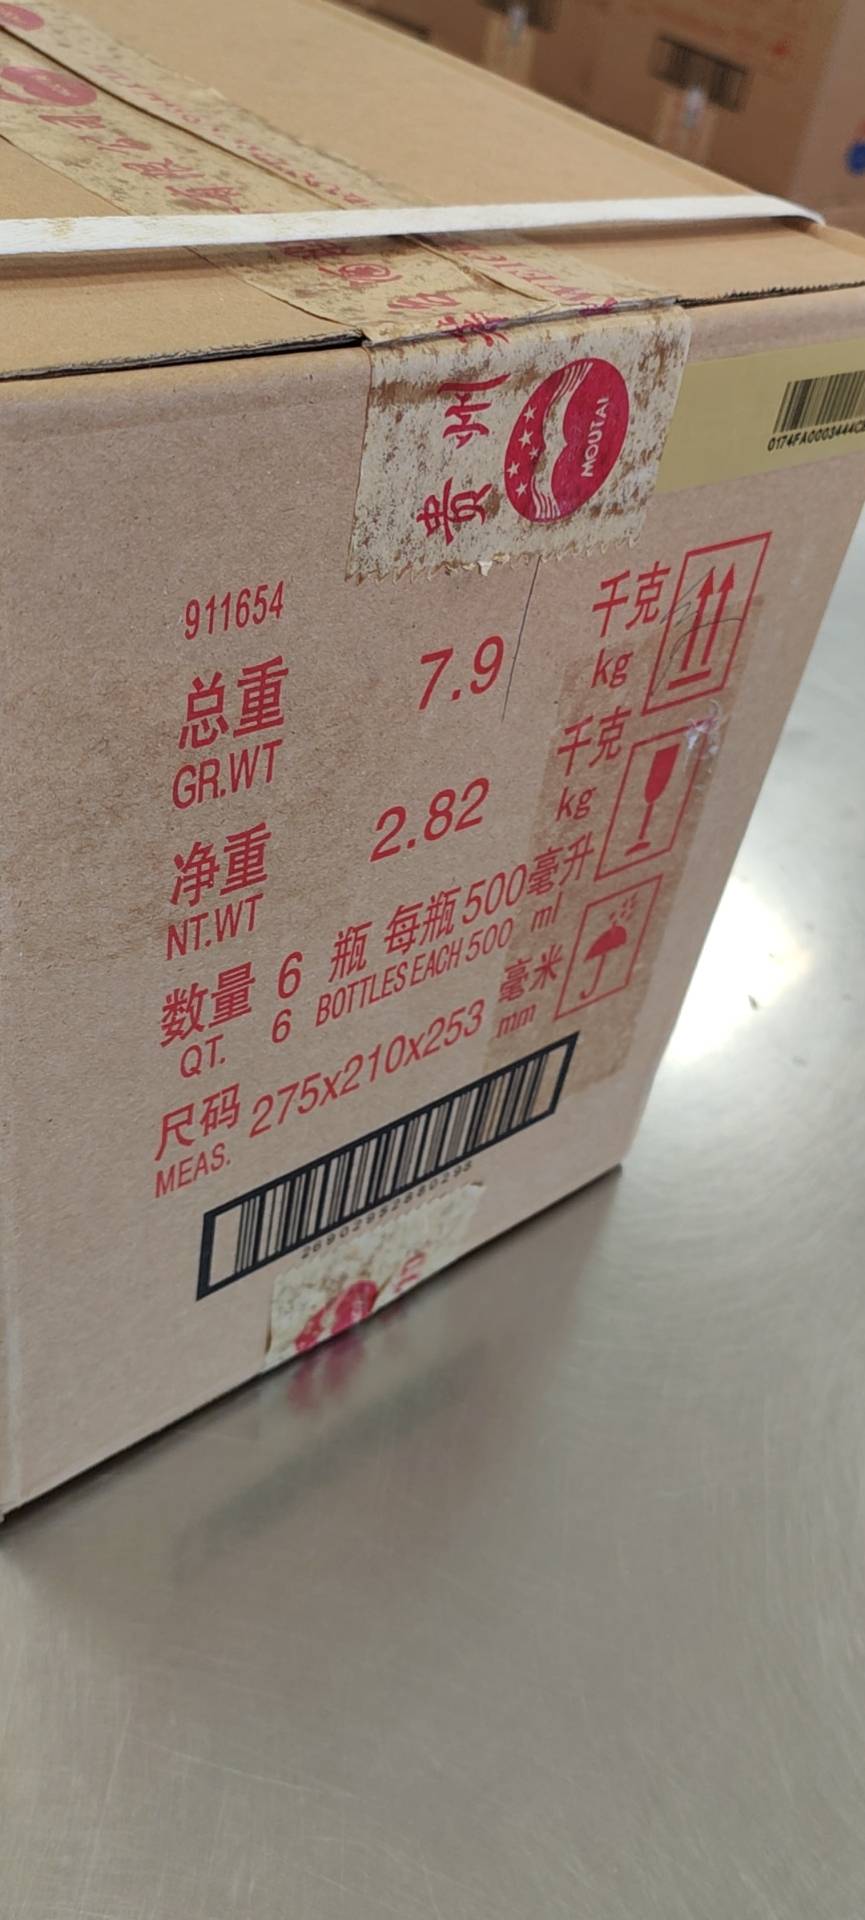 贵州
MOUTAI
0174FA0003444C
911654
总重 7.9 千克
GR.WT kg
净重 2.82 千克
NT.WT kg
数量 6 瓶 每瓶 500 毫升
QT. 6 BOTTLES EACH 500 ml
尺码 275x210x253 毫米
MEAS. mm